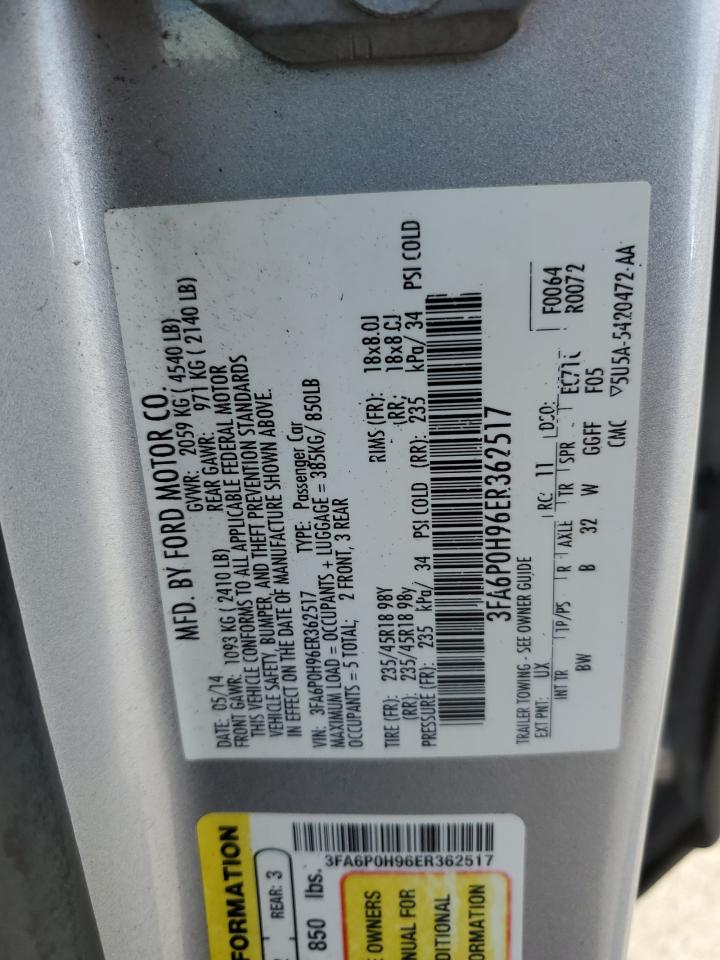 MFD. BY FORD MOTOR CO.
DATE: 05/14 GVWR: 2059 KG ( 4540 LB)
FRONT GAWR: 1093 KG ( 2410 LB) REAR GAWR: 971 KG ( 2140 LB)
THIS VEHICLE CONFORMS TO ALL APPLICABLE FEDERAL MOTOR
VEHICLE SAFETY, BUMPER, AND THEFT PREVENTION STANDARDS
IN EFFECT ON THE DATE OF MANUFACTURE SHOWN ABOVE.
VIN: 3FA6P0H96ER362517 TYPE: Passenger Car
MAXIMUM LOAD = OCCUPANTS + LUGGAGE = 385KG/ 850LB
OCCUPANTS = 5 TOTAL; 2 FRONT, 3 REAR
TIRE (FR): 235/45R18 98Y RIMS (FR): 18x8.0J
(RR): 235/45R18 98Y (RR): 18x8.0J
PRESSURE (FR): 235 kPa/ 34 PSI COLD (RR): 235 kPa/ 34 PSI COLD
3FA6P0H96ER362517
TRAILER TOWING - SEE OWNER GUIDE
EXT PNT: UX RC: 11 DSO: F0064
INT TR TP/PS R AXLE TR SPR EC71C R0072
BW B 32 W GGFF F05
CMC ▽5U5A-5420472-AA
3FA6P0H96ER362517
FORMATION
REAR: 3
850 lbs.
OWNERS
MANUAL FOR
DITIONAL
ORMATION